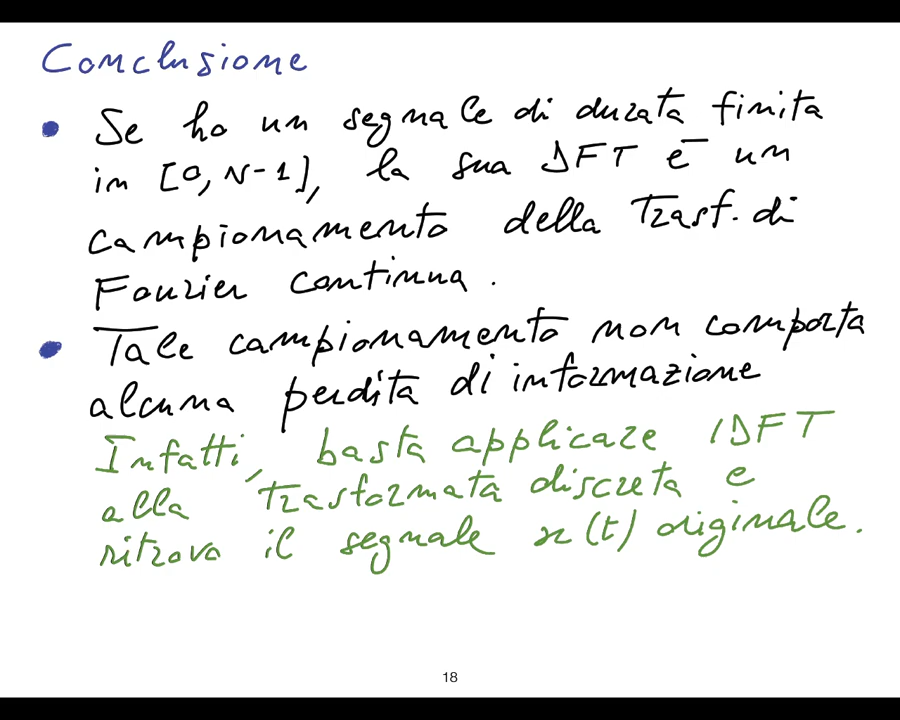 Conclusione
• Se ho un segnale di durata finita
in [0, N-1], la sua DFT è un
campionamento della Trasf. di
Fourier continua.
• Tale campionamento non comporta
alcuna perdita di informazione
Infatti, basta applicare IDFT
alla trasformata discreta e
ritrovo il segnale x(t) originale.
18